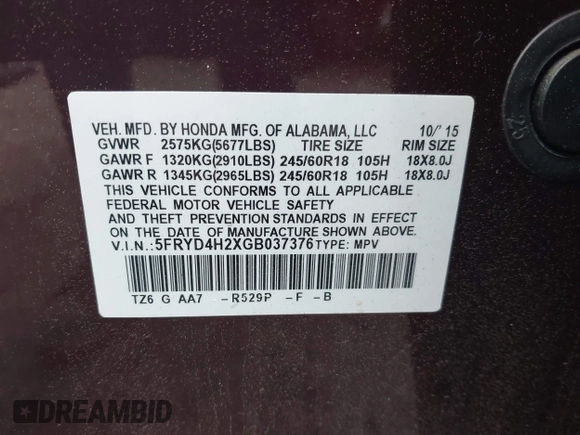 VEH. MFD. BY HONDA MFG. OF ALABAMA, LLC 10/'15
GVWR 2575KG(5677LBS) TIRE SIZE RIM SIZE
GAWR F 1320KG(2910LBS) 245/60R18 105H 18X8.0J
GAWR R 1345KG(2965LBS) 245/60R18 105H 18X8.0J
THIS VEHICLE CONFORMS TO ALL APPLICABLE
FEDERAL MOTOR VEHICLE SAFETY
AND THEFT PREVENTION STANDARDS IN EFFECT
ON THE DATE OF MANUFACTURE SHOWN ABOVE.
V.I.N.:5FRYD4H2XGB037376 TYPE: MPV
TZ6 G AA7 -R529P -F -B
DREAMBID